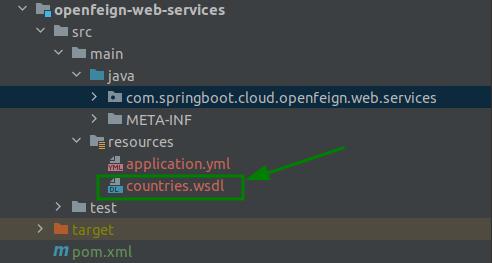 openfeign-web-services
src
main
java
com.springboot.cloud.openfeign.web.services
META-INF
resources
YML application.yml
DL countries.wsdl
test
target
m pom.xml